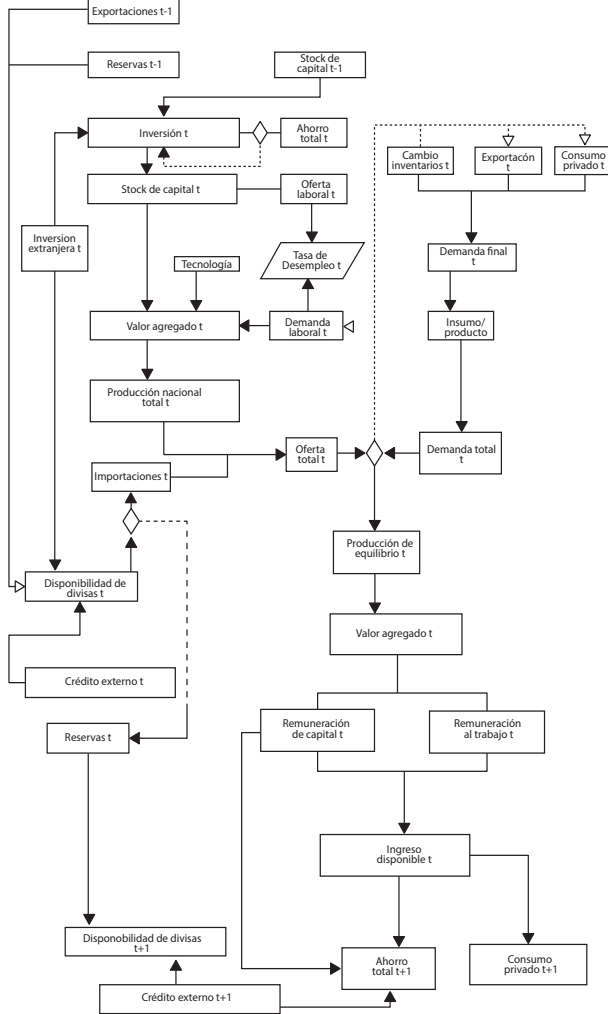 Exportaciones t-1
Reservas t-1
Stock de
capital t-1
Inversión t
Ahorro
total t
Cambio
inventarios t
Exportacón
t
Consumo
privado t
Stock de capital t
Oferta
laboral t
Inversion
extranjera t
Tecnología
Tasa de
Desempleo t
Demanda final
t
Valor agregado t
Demanda
laboral t
Insumo/
producto
Producción nacional
total t
Oferta
total t
Demanda total
t
Importaciones t
Producción de
equilibrio t
Disponibilidad de
divisas t
Valor agregado t
Crédito externo t
Remuneración
de capital t
Remuneración
al trabajo t
Reservas t
Ingreso
disponible t
Disponobilidad de divisas
t+1
Ahorro
total t+1
Consumo
privado t+1
Crédito externo t+1